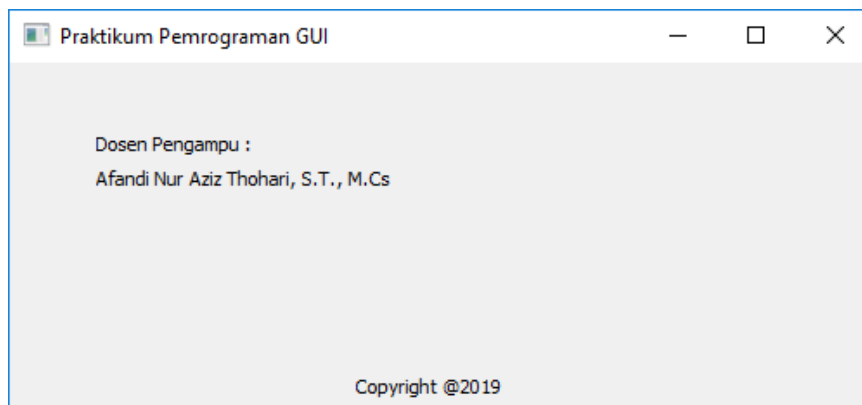 Praktikum Pemrograman GUI
Dosen Pengampu :
Afandi Nur Aziz Thohari, S.T., M.Cs
Copyright @2019